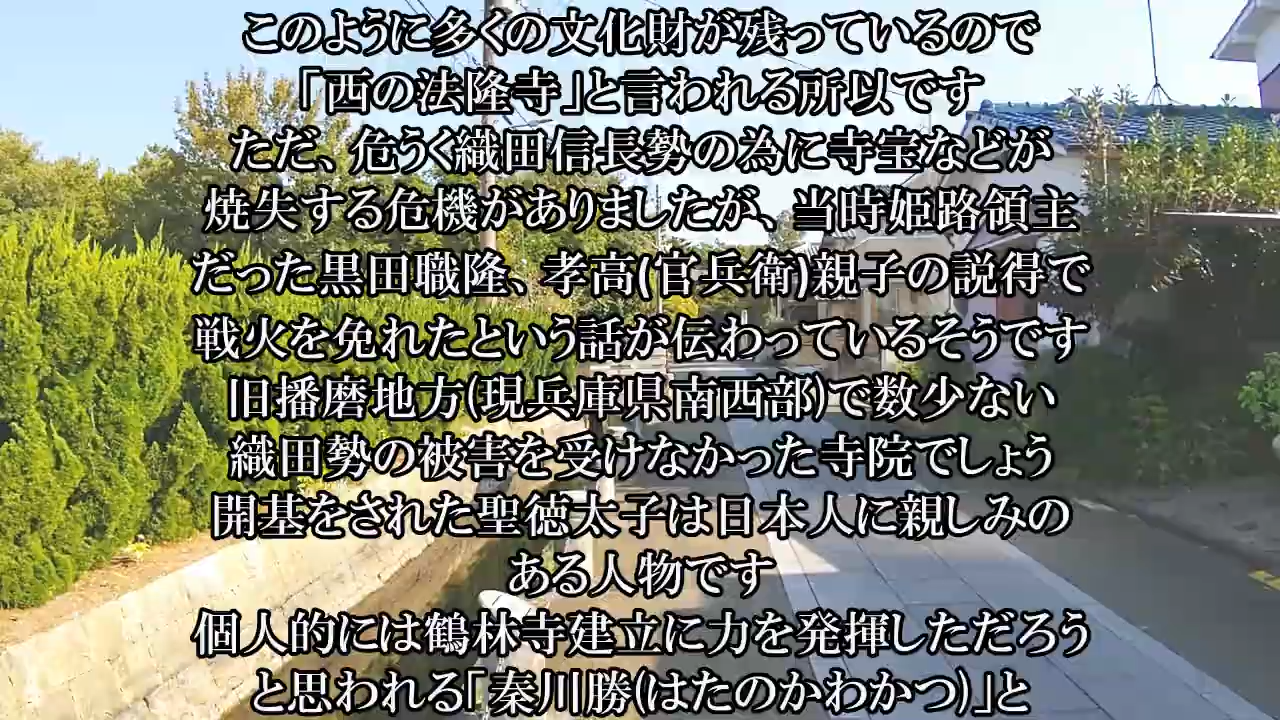 このように多くの文化財が残っているので
「西の法隆寺」と言われる所以です
ただ、危うく織田信長勢の為に寺宝などが
焼失する危機がありましたが、当時姫路領主
だった黒田職隆、孝高(官兵衛)親子の説得で
戦火を免れたという話が伝わっているそうです
旧播磨地方(現兵庫県南西部)で数少ない
織田勢の被害を受けなかった寺院でしょう
開基をされた聖徳太子は日本人に親しみの
ある人物です
個人的には鶴林寺建立に力を発揮しただろう
と思われる「秦川勝(はたのかわかつ)」と